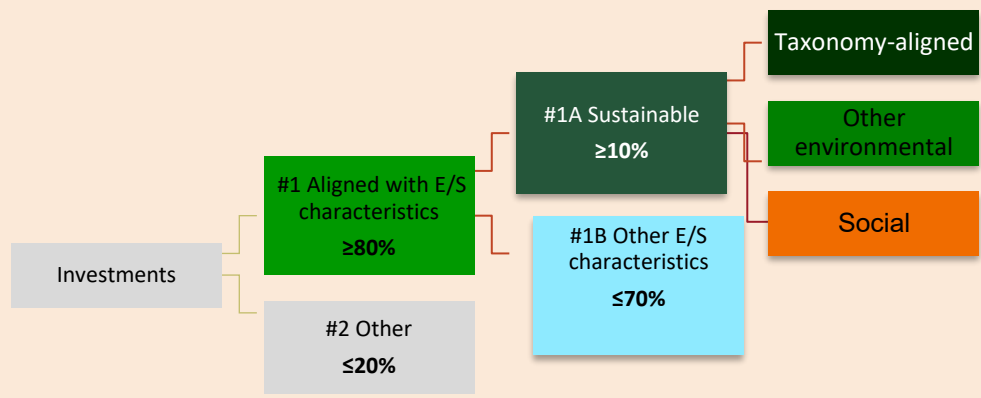 Investments
#1 Aligned with E/S
characteristics
≥80%
#2 Other
≤20%
#1A Sustainable
≥10%
#1B Other E/S
characteristics
≤70%
Taxonomy-aligned
Other
environmental
Social